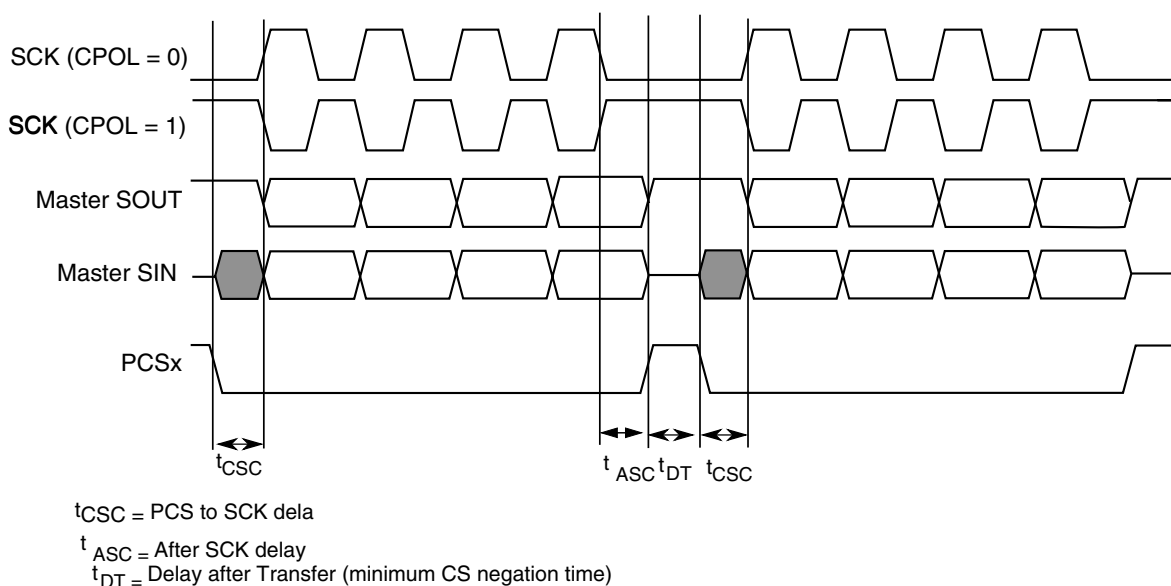 SCK (CPOL = 0)
SCK (CPOL = 1)
Master SOUT
Master SIN
PCSx
tCSC
t ASC
tDT
tCSC
tCSC = PCS to SCK dela
t ASC = After SCK delay
tDT = Delay after Transfer (minimum CS negation time)